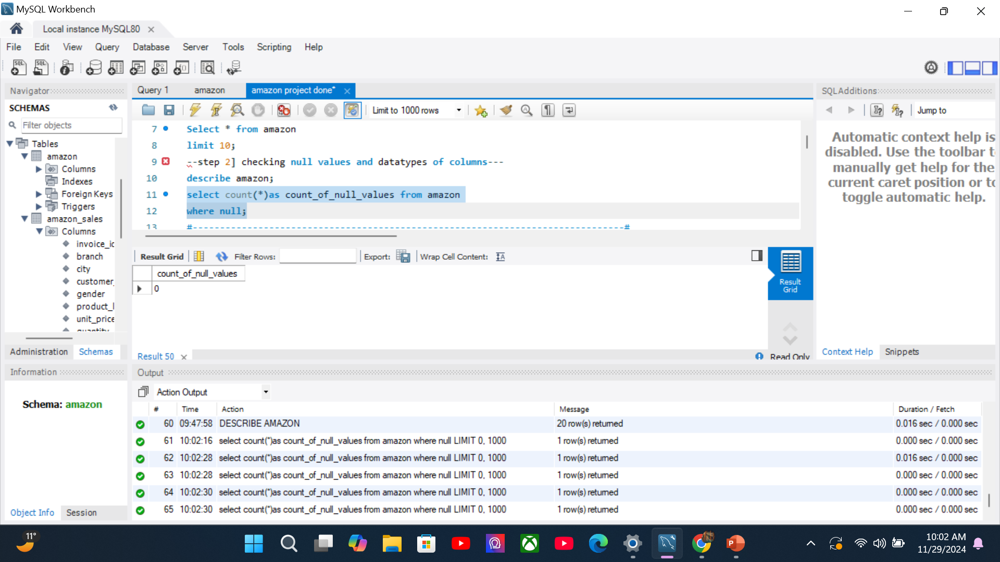 MySQL Workbench
Local instance MySQL80
File Edit View Query Database Server Tools Scripting Help
Navigator
SCHEMAS
Filter objects
Tables
amazon
Columns
Indexes
Foreign Keys
Triggers
amazon_sales
Columns
invoice_ic
branch
city
customer_
gender
product_l
unit_price
quantity
Administration Schemas
Information
Schema: amazon
Object Info Session
Query 1 amazon amazon project done*
Limit to 1000 rows
7 Select * from amazon
8 limit 10;
9 --step 2] checking null values and datatypes of columns---
10 describe amazon;
11 select count(*)as count_of_null_values from amazon
12 where null;
13 #-------------------------------------------------------------------------------#
Result Grid Filter Rows: Export: Wrap Cell Content:
count_of_null_values
0
Result Grid
Result 50
Read Only
SQLAdditions
Jump to
Automatic context help is
disabled. Use the toolbar t
manually get help for the
current caret position or to
toggle automatic help.
Context Help Snippets
Output
Action Output
# Time Action Message Duration / Fetch
60 09:47:58 DESCRIBE AMAZON 20 row(s) returned 0.016 sec / 0.000 sec
61 10:02:16 select count(*)as count_of_null_values from amazon where null LIMIT 0, 1000 1 row(s) returned 0.000 sec / 0.000 sec
62 10:02:28 select count(*)as count_of_null_values from amazon where null LIMIT 0, 1000 1 row(s) returned 0.016 sec / 0.000 sec
63 10:02:28 select count(*)as count_of_null_values from amazon where null LIMIT 0, 1000 1 row(s) returned 0.000 sec / 0.000 sec
64 10:02:30 select count(*)as count_of_null_values from amazon where null LIMIT 0, 1000 1 row(s) returned 0.000 sec / 0.000 sec
65 10:02:30 select count(*)as count_of_null_values from amazon where null LIMIT 0, 1000 1 row(s) returned 0.000 sec / 0.000 sec
11°
10:02 AM
11/29/2024